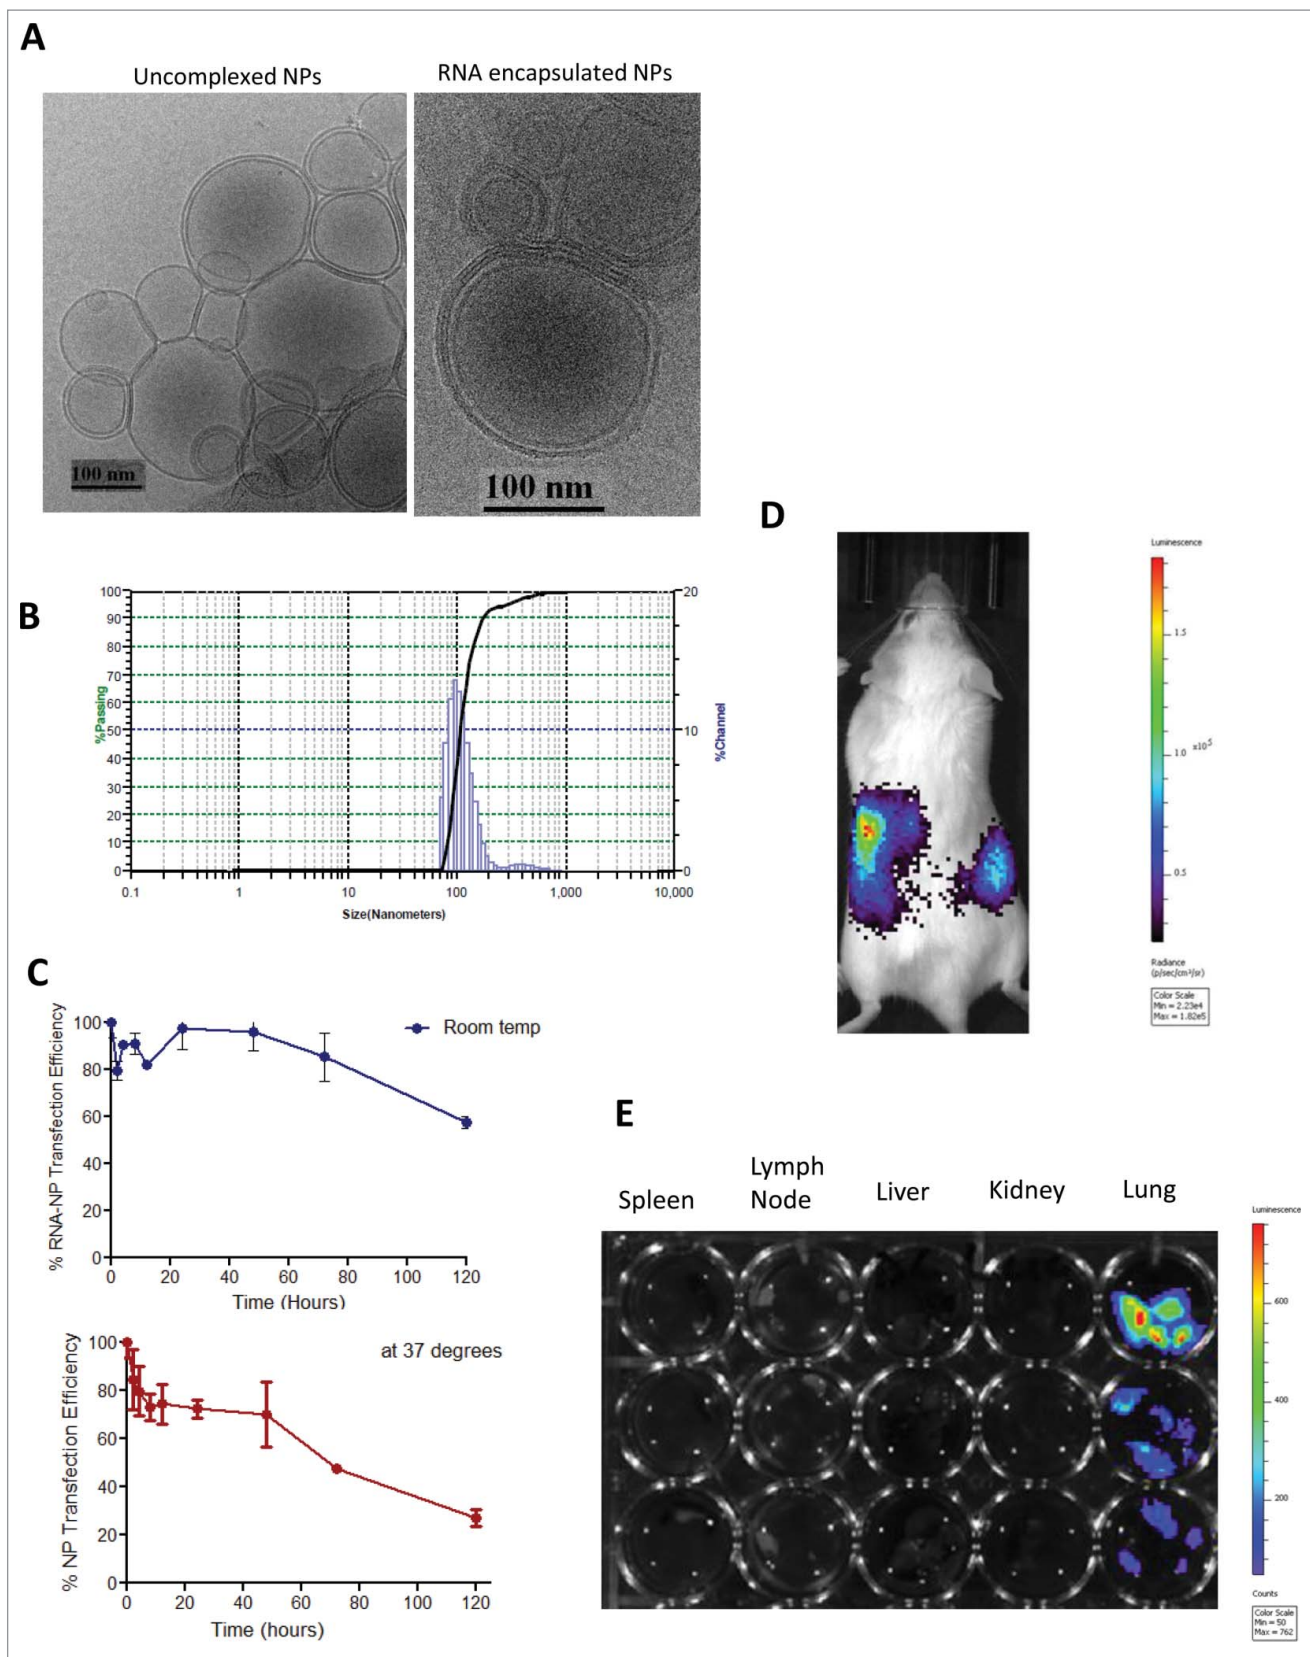 A
Uncomplexed NPs
RNA encapsulated NPs
100 nm
100 nm
B
100
90
80
70
60
50
40
30
20
10
0
%Passing
20
10
0
%Channel
0.1
1
10
100
1,000
10,000
Size(Nanometers)
C
% RNA-NP Transfection Efficiency
100
80
60
40
20
0
Room temp
0
20
40
60
80
100
120
Time (Hours)
% NP Transfection Efficiency
100
80
60
40
20
0
at 37 degrees
0
20
40
60
80
100
120
Time (hours)
D
Luminescence
1.5
1.0
x10⁵
0.5
Radiance
(p/sec/cm²/sr)
Color Scale
Min = 2.23e4
Max = 1.82e5
E
Spleen
Lymph
Node
Liver
Kidney
Lung
Luminescence
600
400
200
Counts
Color Scale
Min = 50
Max = 762